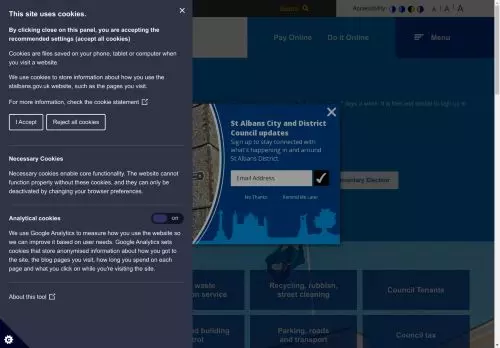 This site uses cookies.
By clicking close on this panel, you are accepting the
recommended settings (accept all cookies)
Cookies are files saved on your phone, tablet or computer when
you visit a website.
We use cookies to store information about how you use the
stalbans.gov.uk website, such as the pages you visit.
For more information, check the cookie statement
I Accept
Reject all cookies
Necessary Cookies
Necessary cookies enable core functionality. The website cannot
function properly without these cookies, and they can only be
deactivated by changing your browser preferences.
Analytical cookies
on
We use Google Analytics to measure how you use the website so
we can improve it based on user needs. Google Analytics sets
cookies that store anonymised information about how you got to
the site, the blog pages you visit, how long you spend on each
page and what you click on while you're visiting the site.
About this tool
Search
Accessibility:
A A A
Pay Online
Do it Online
Menu
7 days a week. It is free and similar to sign up to
St Albans City and District
Council updates
Sign up to stay connected with
what's happening in and around
St Albans District.
Email Address
No Thanks
Remind Me Later
Election
waste
service
Recycling, rubbish,
street cleaning
Council Tenants
building
Parking, roads
and transport
Council tax